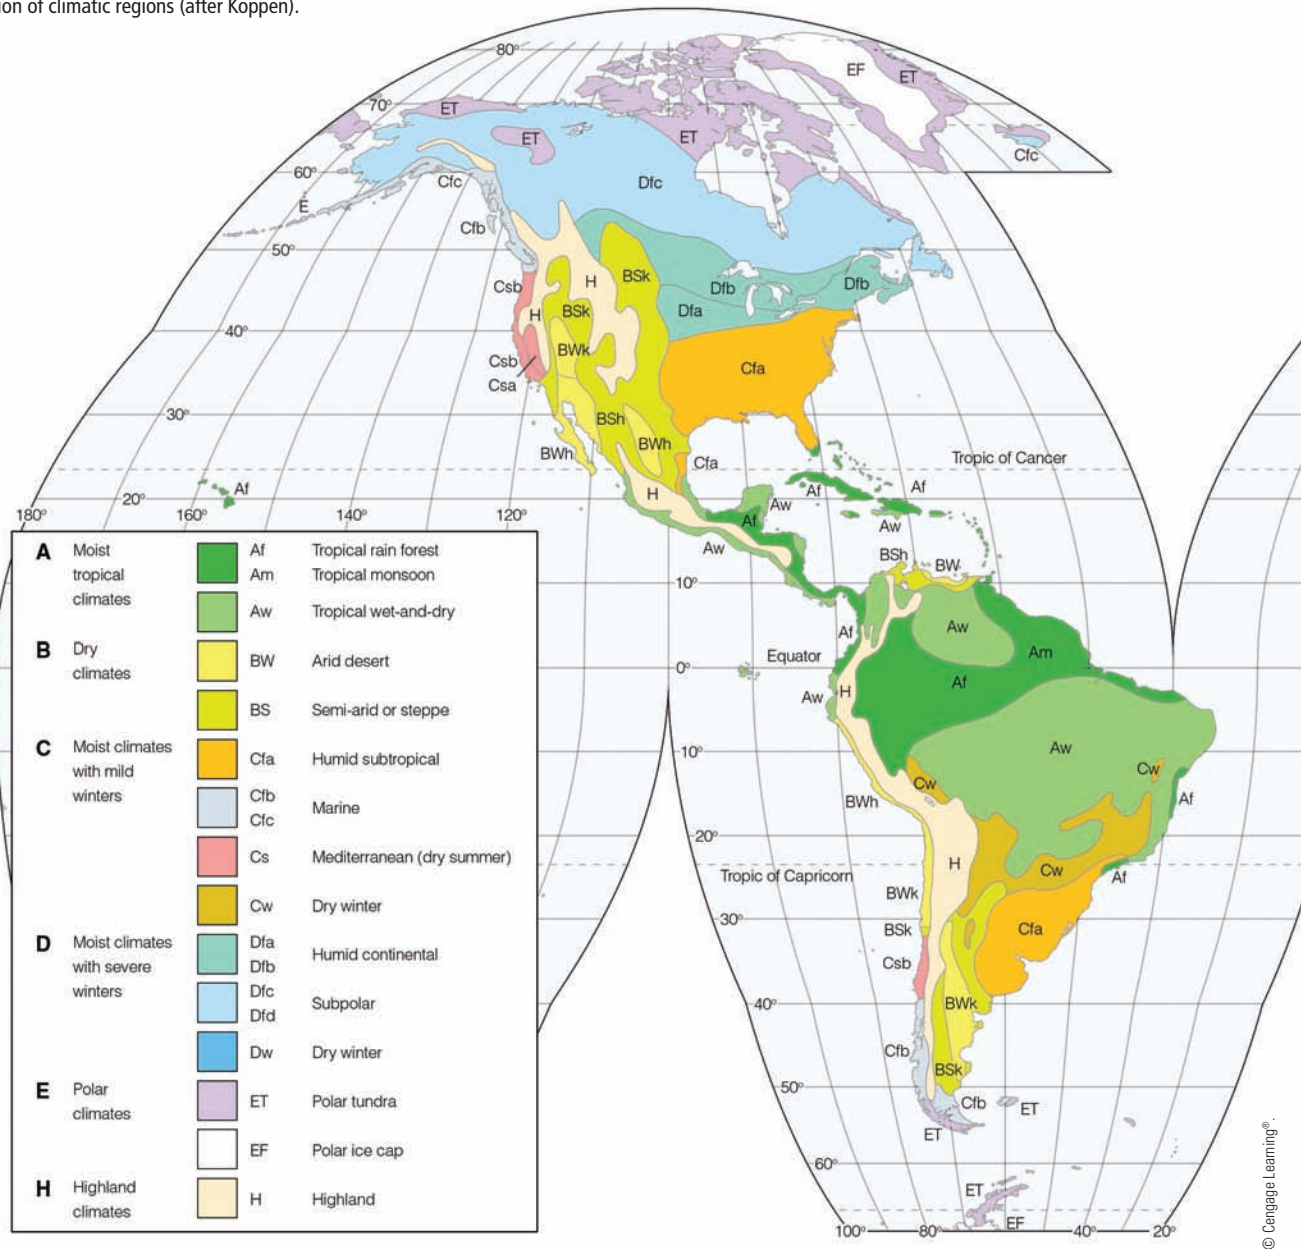 ion of climatic regions (after Koppen).
80°
EF
ET
70°
ET
ET
ET
Cfc
60°
Cfc
Dfc
E
Cfb
50°
BSk
H
Csb
Dfb
Dfb
BSk
H
Dfa
40°
BWk
Csb
Cfa
Csa
30°
BSh
BWh
BWh
Cfa
Tropic of Cancer
Af
20°
H
Af
Af
Aw
180°
160°
140°
120°
Af
Aw
Aw
BSh
BW
10°
Af
Aw
Equator
0°
Am
Af
Aw
H
10°
Aw
Cw
Cw
BWh
Af
20°
H
Tropic of Capricorn
Cw
Af
BWk
30°
BSk
Cfa
Csb
40°
BWk
Cfb
BSk
50°
Cfb
ET
ET
60°
ET
EF
100°
80°
40°
20°
A Moist tropical climates
Af Tropical rain forest
Am Tropical monsoon
Aw Tropical wet-and-dry
B Dry climates
BW Arid desert
BS Semi-arid or steppe
C Moist climates with mild winters
Cfa Humid subtropical
Cfb
Cfc Marine
Cs Mediterranean (dry summer)
Cw Dry winter
D Moist climates with severe winters
Dfa
Dfb Humid continental
Dfc
Dfd Subpolar
Dw Dry winter
E Polar climates
ET Polar tundra
EF Polar ice cap
H Highland climates
H Highland
© Cengage Learning®.